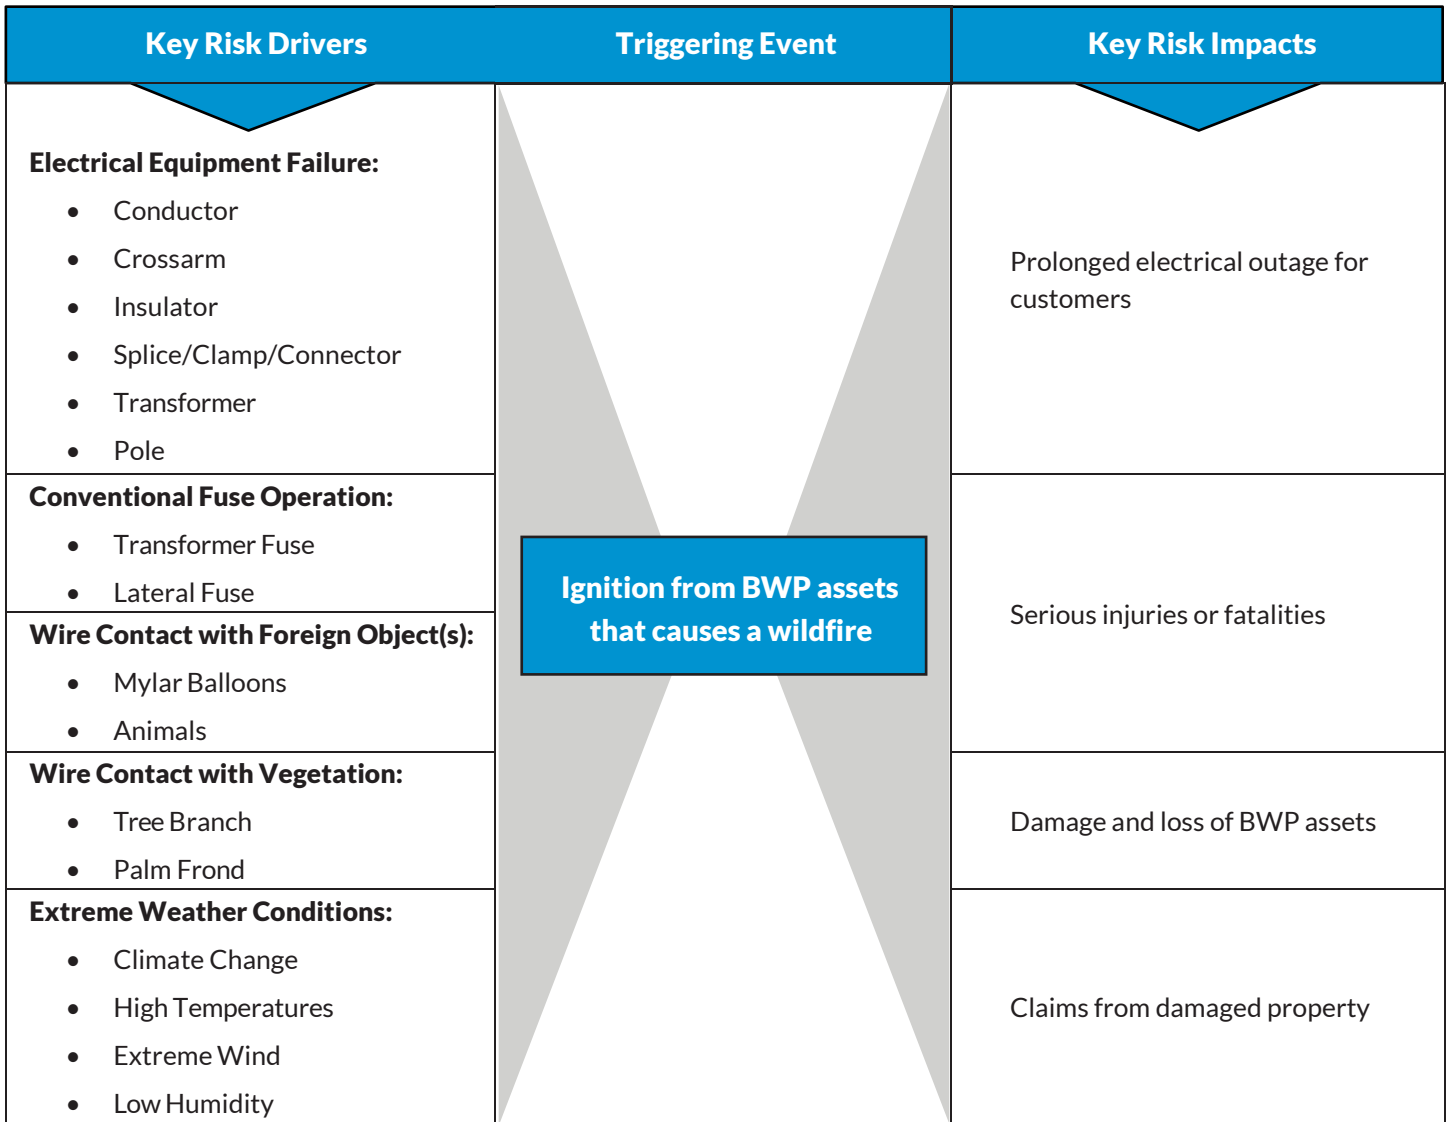 Key Risk Drivers
Triggering Event
Key Risk Impacts
Electrical Equipment Failure:
• Conductor
• Crossarm
• Insulator
• Splice/Clamp/Connector
• Transformer
• Pole
Conventional Fuse Operation:
• Transformer Fuse
• Lateral Fuse
Wire Contact with Foreign Object(s):
• Mylar Balloons
• Animals
Wire Contact with Vegetation:
• Tree Branch
• Palm Frond
Extreme Weather Conditions:
• Climate Change
• High Temperatures
• Extreme Wind
• Low Humidity
Ignition from BWP assets
that causes a wildfire
Prolonged electrical outage for
customers
Serious injuries or fatalities
Damage and loss of BWP assets
Claims from damaged property